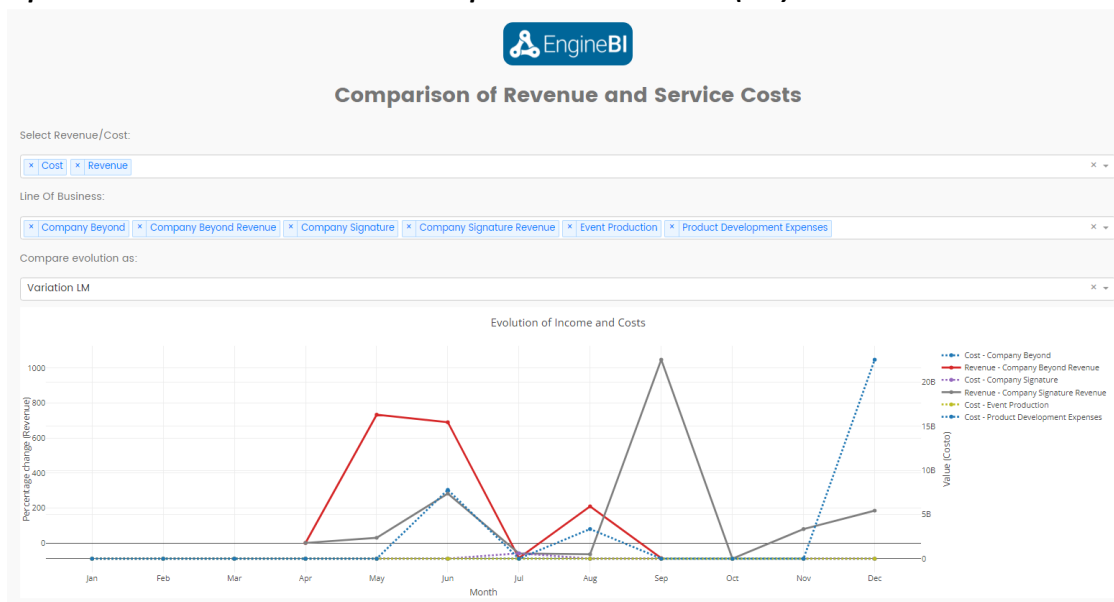 EngineBI
Comparison of Revenue and Service Costs
Select Revenue/Cost:
× Cost × Revenue
Line Of Business:
× Company Beyond × Company Beyond Revenue × Company Signature × Company Signature Revenue × Event Production × Product Development Expenses
Compare evolution as:
Variation LM
Evolution of Income and Costs
Cost - Company Beyond
Revenue - Company Beyond Revenue
Cost - Company Signature
Revenue - Company Signature Revenue
Cost - Event Production
Cost - Product Development Expenses
Percentage change (Revenue)
1000
800
600
400
200
0
20B
15B
10B
5B
0
Value (Costo)
Jan Feb Mar Apr May Jun Jul Aug Sep Oct Nov Dec
Month